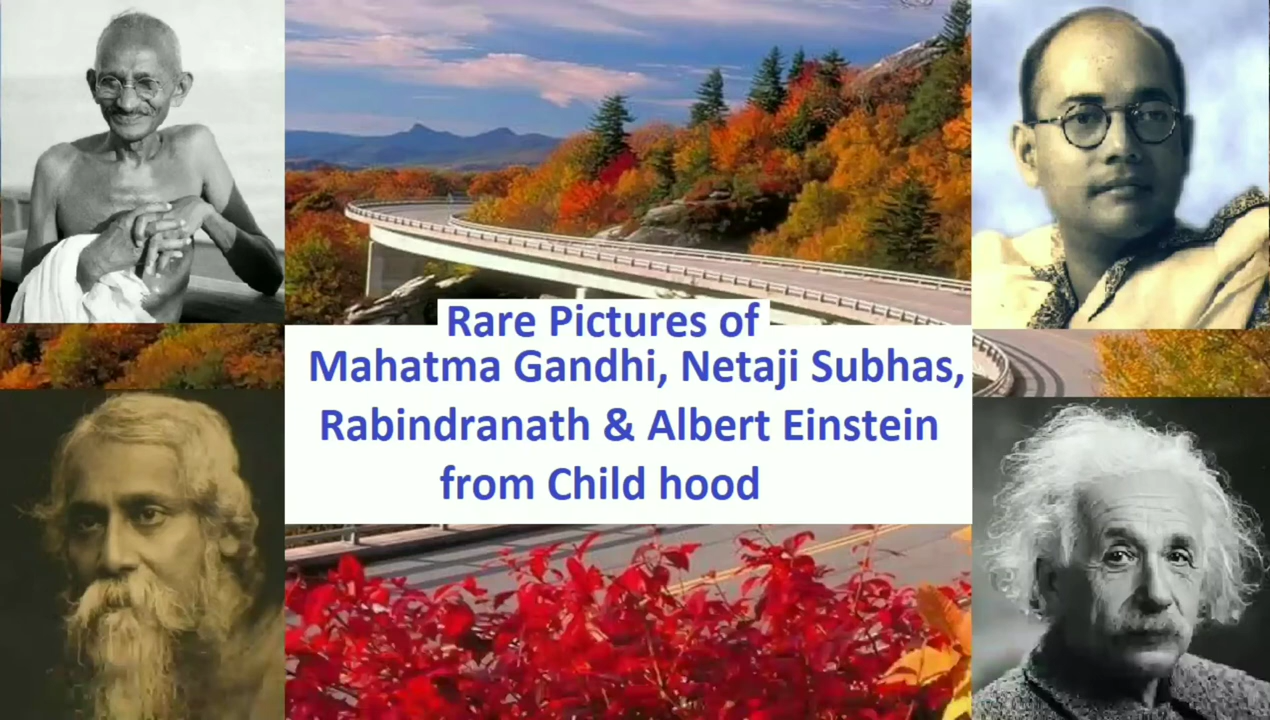 Rare Pictures of
Mahatma Gandhi, Netaji Subhas,
Rabindranath & Albert Einstein
from Child hood